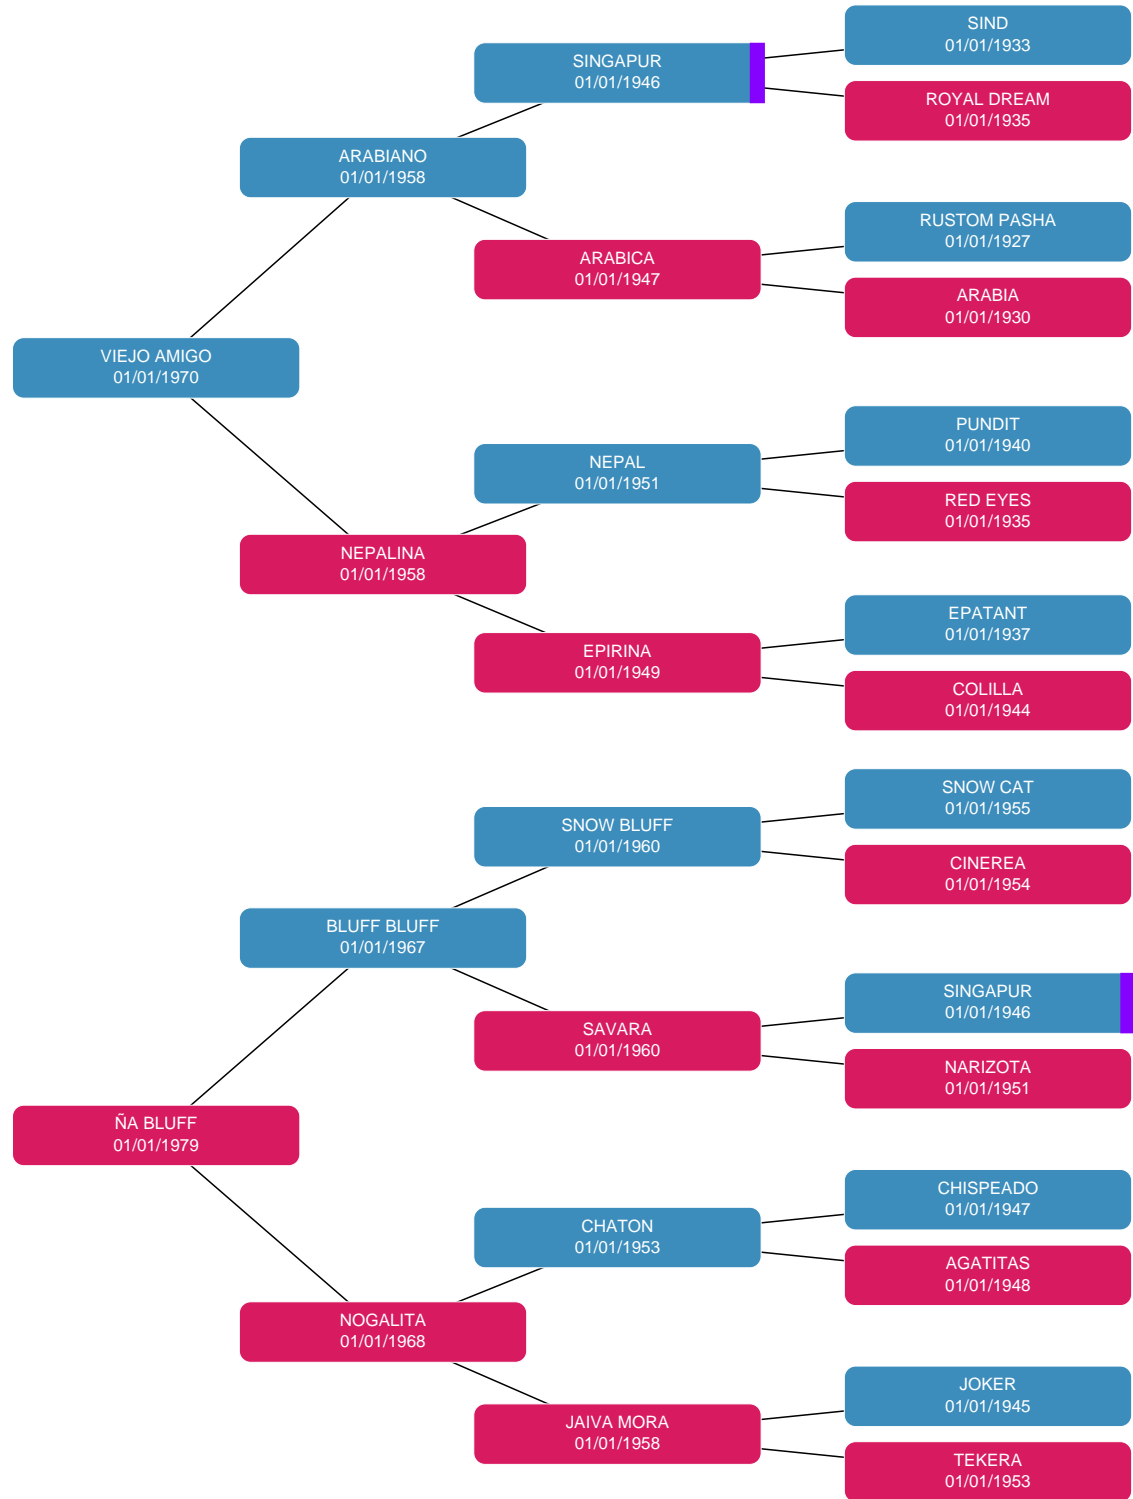 SIND
01/01/1933
SINGAPUR
01/01/1946
ROYAL DREAM
01/01/1935
ARABIANO
01/01/1958
RUSTOM PASHA
01/01/1927
ARABICA
01/01/1947
ARABIA
01/01/1930
VIEJO AMIGO
01/01/1970
PUNDIT
01/01/1940
NEPAL
01/01/1951
RED EYES
01/01/1935
NEPALINA
01/01/1958
EPATANT
01/01/1937
EPIRINA
01/01/1949
COLILLA
01/01/1944
SNOW CAT
01/01/1955
SNOW BLUFF
01/01/1960
CINEREA
01/01/1954
BLUFF BLUFF
01/01/1967
SINGAPUR
01/01/1946
SAVARA
01/01/1960
NARIZOTA
01/01/1951
ÑA BLUFF
01/01/1979
CHISPEADO
01/01/1947
CHATON
01/01/1953
AGATITAS
01/01/1948
NOGALITA
01/01/1968
JOKER
01/01/1945
JAIVA MORA
01/01/1958
TEKERA
01/01/1953